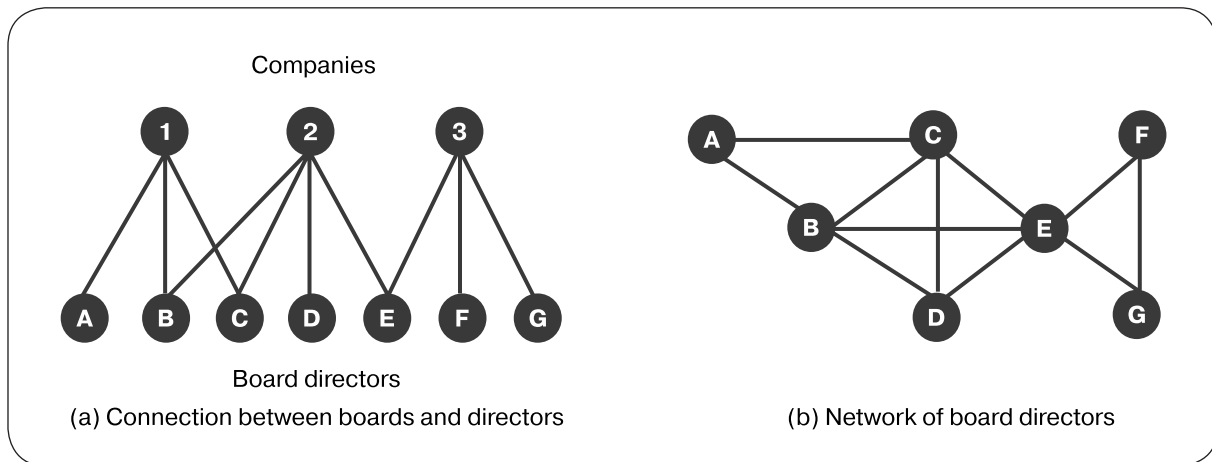 Companies
1 2 3
A B C D E F G
Board directors
(a) Connection between boards and directors
A C F
B E
D G
(b) Network of board directors